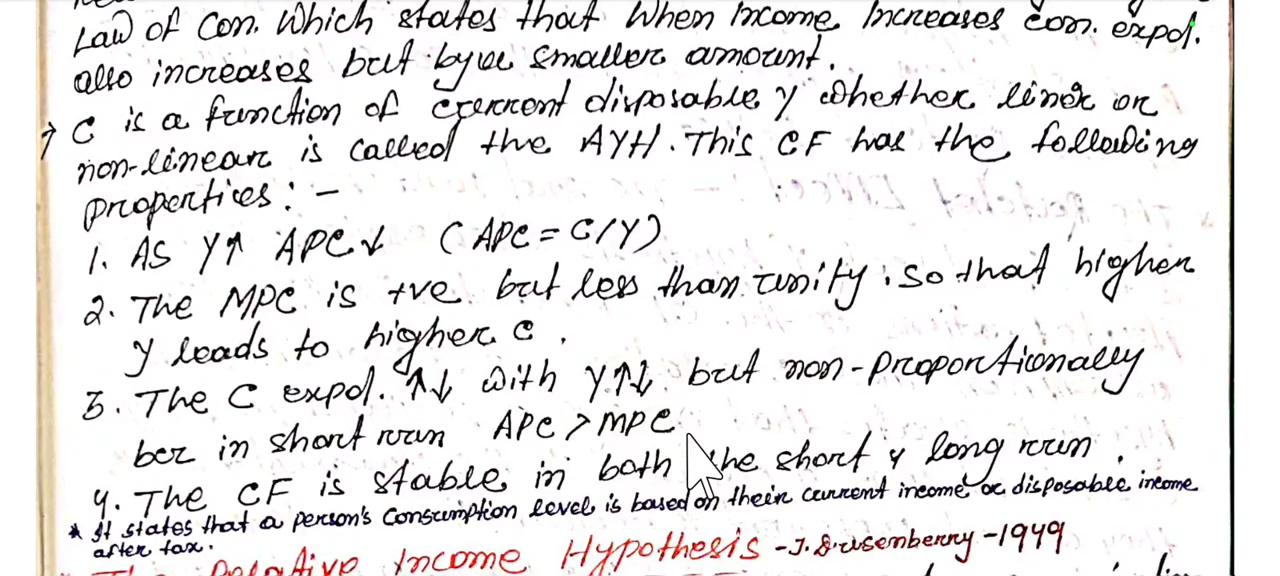 Law of Con. Which states that When Income Increases con. expd.
also increases but by a smaller amount.
→ C is a function of current disposable y whether liner or
non-linear is called the AYH. This CF has the following
properties: -
1. AS Y↑ APC↓ (APC = C/Y)
2. The MPC is +ve but less than unity. so that higher
y leads to higher C.
3. The C expd. ↑↓ with Y↑↓ but non-proportionally
bcz in short run APC > MPC
4. The CF is stable in both the short & long run.
* It states that a person's Consumption level is based on their current income or disposable income
after tax.
Relative Income Hypothesis - J. Dusenberry - 1949